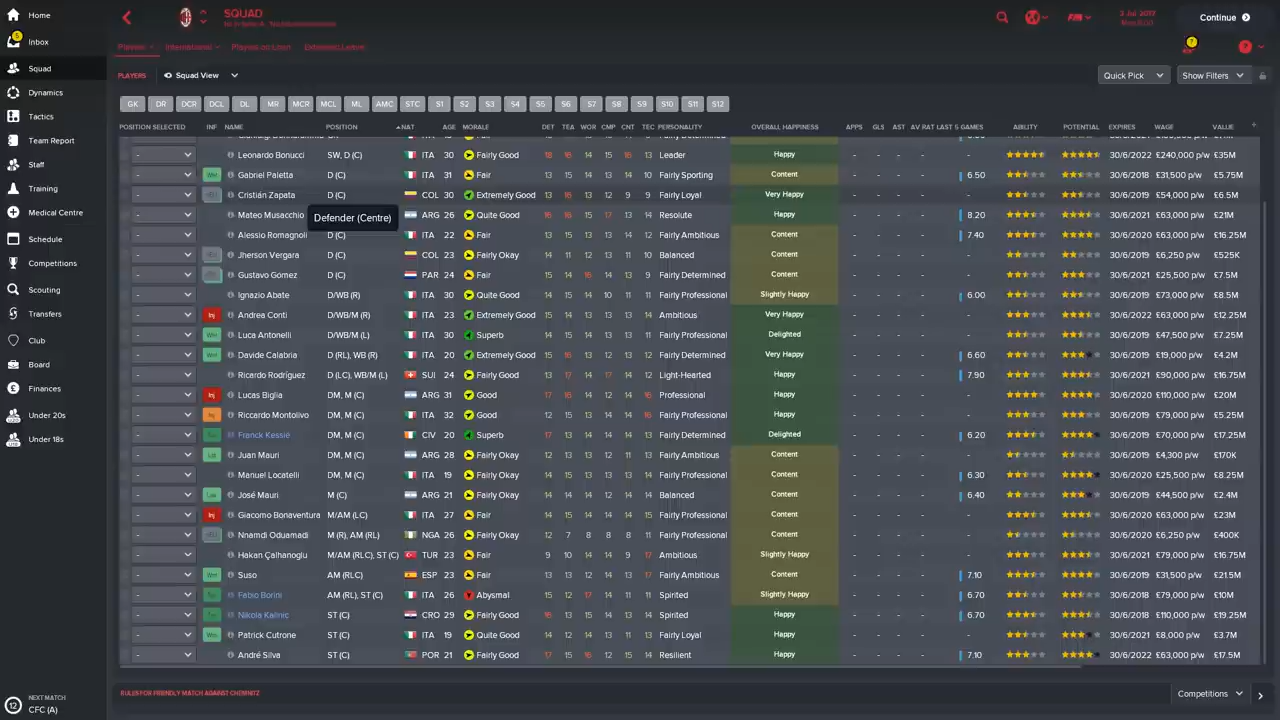 Home
SQUAD
2 Jul 2017
Continue
Inbox
5
Squad
Players International Players on Loan Extended Leave
7
PLAYERS Squad View Quick Pick Show Filters
Dynamics
GK DR DCR DCL DL MR MCR MCL ML AMC STC S1 S2 S3 S4 S5 S6 S7 S8 S9 S10 S11 S12
Tactics
POSITION SELECTED INF NAME POSITION NAT AGE MORALE DET TEA WOR CMP CNT TEC PERSONALITY OVERALL HAPPINESS APPS GLS AST AV RAT LAST 5 GAMES ABILITY POTENTIAL EXPIRES WAGE VALUE
Team Report
Staff
Training
Medical Centre
Schedule
Competitions
Scouting
Transfers
Club
Board
Finances
Under 20s
Under 18s
- Leonardo Bonucci SW, D (C) ITA 30 Fairly Good 18 16 14 15 16 13 Leader Happy - - - - 30/6/2022 £240,000 p/w £35M
- Gabriel Paletta D (C) ITA 31 Fair 13 15 13 14 14 10 Fairly Sporting Content - - - - 6.50 30/6/2018 £31,500 p/w £5.75M
- Cristián Zapata D (C) COL 30 Extremely Good 13 16 13 12 9 9 Fairly Loyal Very Happy - - - - 30/6/2019 £54,000 p/w £6.5M
- Mateo Musacchio ARG 26 Quite Good 16 16 15 17 13 14 Resolute Happy - - - - 8.20 30/6/2021 £63,000 p/w £21M
Defender (Centre)
- Alessio Romagnoli D (C) ITA 22 Fair 13 15 13 14 14 12 Fairly Ambitious Content - - - - 7.40 30/6/2020 £63,000 p/w £16.25M
- Jherson Vergara D (C) COL 23 Fairly Okay 14 11 12 13 11 10 Balanced Content - - - - 30/6/2019 £6,250 p/w £525K
- Gustavo Gómez D (C) PAR 24 Fair 15 14 16 14 13 9 Fairly Determined Content - - - - 30/6/2021 £25,500 p/w £7.5M
- Ignazio Abate D/WB (R) ITA 30 Quite Good 14 15 14 10 11 11 Fairly Professional Slightly Happy - - - - 6.00 30/6/2019 £73,000 p/w £8.5M
- Inj Andrea Conti D/WB/M (R) ITA 23 Extremely Good 15 15 15 13 13 14 Ambitious Very Happy - - - - 30/6/2021 £63,000 p/w £12.25M
- Luca Antonelli D/WB/M (L) ITA 30 Superb 14 15 13 13 12 13 Fairly Professional Delighted - - - - 30/6/2019 £47,500 p/w £7.25M
- Davide Calabria D (RL), WB (R) ITA 20 Extremely Good 15 16 13 12 13 12 Fairly Determined Very Happy - - - - 6.60 30/6/2019 £19,000 p/w £4.2M
- Ricardo Rodríguez D (LC), WB/M (L) SUI 24 Fairly Good 13 17 14 17 14 12 Light-Hearted Happy - - - - 7.90 30/6/2021 £90,000 p/w £16.75M
- Inj Lucas Biglia DM, M (C) ARG 31 Good 17 16 14 12 14 16 Professional Happy - - - - 30/6/2020 £110,000 p/w £20M
- Inj Riccardo Montolivo DM, M (C) ITA 32 Good 12 15 13 14 14 16 Fairly Professional Happy - - - - 30/6/2019 £79,000 p/w £5.25M
- Franck Kessié DM, M (C) CIV 20 Superb 17 13 14 14 14 13 Fairly Determined Delighted - - - - 6.20 30/6/2019 £70,000 p/w £17.25M
- Juan Mauri DM, M (C) ARG 28 Fairly Okay 12 13 14 14 13 12 Fairly Ambitious Content - - - - 30/6/2019 £4,300 p/w £170K
- Manuel Locatelli DM, M (C) ITA 19 Fairly Okay 14 15 13 13 12 14 Fairly Professional Content - - - - 6.30 30/6/2020 £25,500 p/w £8.25M
- José Mauri M (C) ARG 21 Fairly Okay 14 14 14 12 14 14 Balanced Content - - - - 6.40 30/6/2019 £44,500 p/w £2.4M
- Inj Giacomo Bonaventura M/AM (LC) ITA 27 Fair 14 15 15 14 14 15 Fairly Professional Content - - - - 30/6/2020 £63,000 p/w £23M
- Nnamdi Oduamadi M (R), AM (RL) NGA 26 Fairly Okay 12 7 8 8 8 11 Fairly Professional Content - - - - 30/6/2020 £6,250 p/w £400K
- Hakan Çalhanoglu M/AM (RLC), ST (C) TUR 23 Fair 9 10 14 14 9 17 Ambitious Slightly Happy - - - - 30/6/2021 £79,000 p/w £16.75M
- Suso AM (RLC) ESP 23 Fair 13 13 12 14 13 17 Fairly Ambitious Content - - - - 7.10 30/6/2019 £31,500 p/w £21.5M
- Fabio Borini AM (RL), ST (C) ITA 26 Abysmal 15 12 17 14 11 11 Spirited Slightly Happy - - - - 6.70 30/6/2018 £79,000 p/w £10M
- Nikola Kalinic ST (C) CRO 29 Fairly Good 16 13 15 14 13 14 Spirited Happy - - - - 6.70 30/6/2018 £110,000 p/w £19.25M
- Patrick Cutrone ST (C) ITA 19 Quite Good 14 12 14 13 11 13 Fairly Loyal Happy - - - - 30/6/2021 £8,000 p/w £3.7M
- André Silva ST (C) POR 21 Fairly Good 17 15 16 12 15 14 Resilient Happy - - - - 7.10 30/6/2022 £63,000 p/w £17.5M
RULES FOR FRIENDLY MATCH AGAINST CHEMNITZ
Competitions
12
NEXT MATCH
CFC (A)